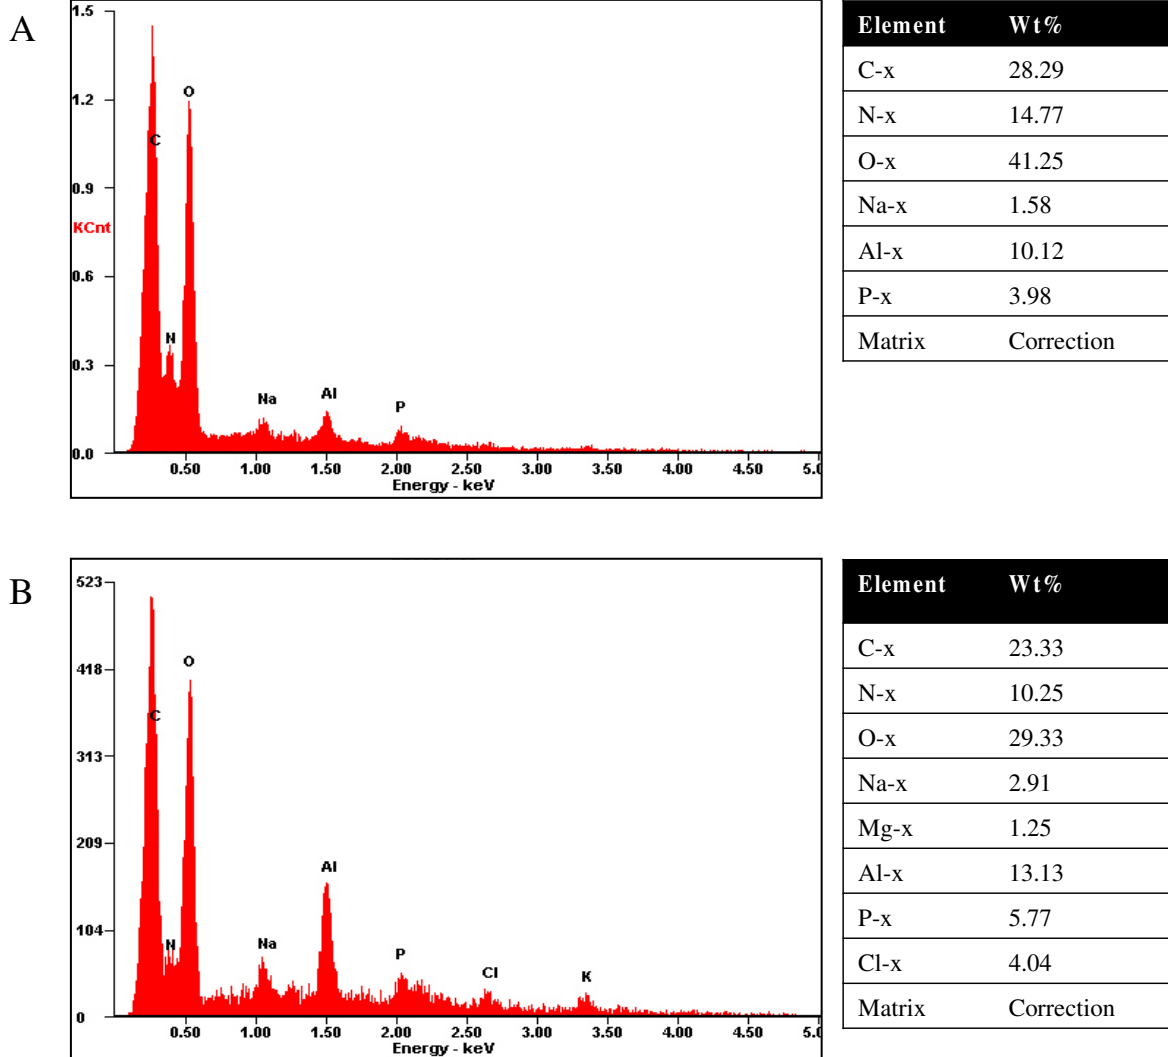 A
1.5
1.2
0.9
KCnt
0.6
0.3
0.0
C
O
N
Na
Al
P
0.50 1.00 1.50 2.00 2.50 3.00 3.50 4.00 4.50 5.0
Energy - keV
Element Wt%
C-x 28.29
N-x 14.77
O-x 41.25
Na-x 1.58
Al-x 10.12
P-x 3.98
Matrix Correction
B
523
418
313
209
104
0
C
O
N
Na
Al
P
Cl
K
0.50 1.00 1.50 2.00 2.50 3.00 3.50 4.00 4.50 5.0
Energy - keV
Element Wt%
C-x 23.33
N-x 10.25
O-x 29.33
Na-x 2.91
Mg-x 1.25
Al-x 13.13
P-x 5.77
Cl-x 4.04
Matrix Correction